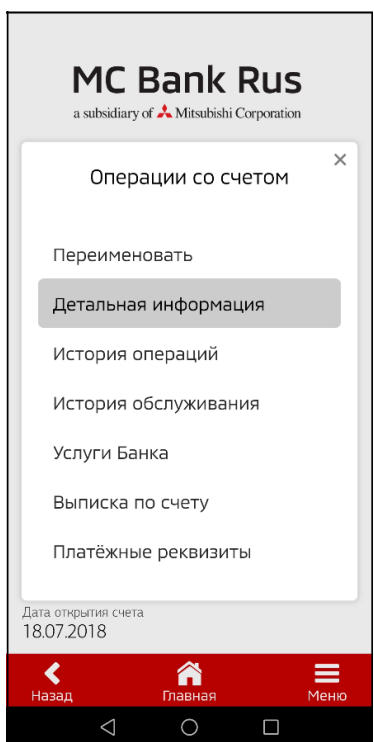 MC Bank Rus
a subsidiary of Mitsubishi Corporation
Операции со счетом
Переименовать
Детальная информация
История операций
История обслуживания
Услуги Банка
Выписка по счету
Платёжные реквизиты
Дата открытия счета
18.07.2018
Назад Главная Меню